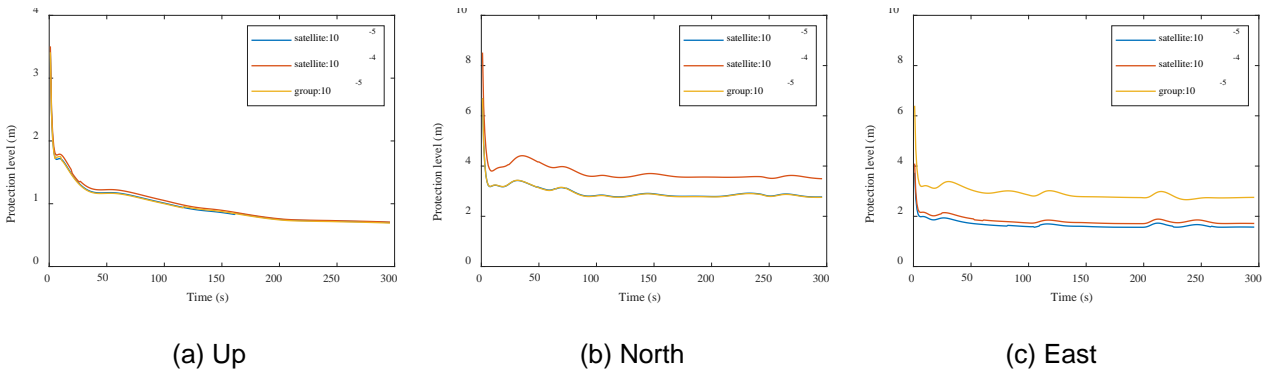 4
3
2
1
0
Protection level (m)
0 50 100 150 200 250 300
Time (s)
satellite:10 -5
satellite:10 -4
group:10 -5
(a) Up
10
8
6
4
2
0
Protection level (m)
0 50 100 150 200 250 300
Time (s)
satellite:10 -5
satellite:10 -4
group:10 -5
(b) North
10
8
6
4
2
0
Protection level (m)
0 50 100 150 200 250 300
Time (s)
satellite:10 -5
satellite:10 -4
group:10 -5
(c) East